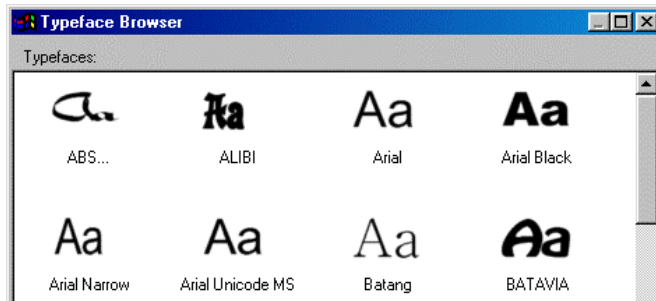 Typeface Browser
Typefaces:
Aa Aa Aa Aa
ABS... ALIBI Arial Arial Black
Aa Aa Aa Aa
Arial Narrow Arial Unicode MS Batang BATAVIA